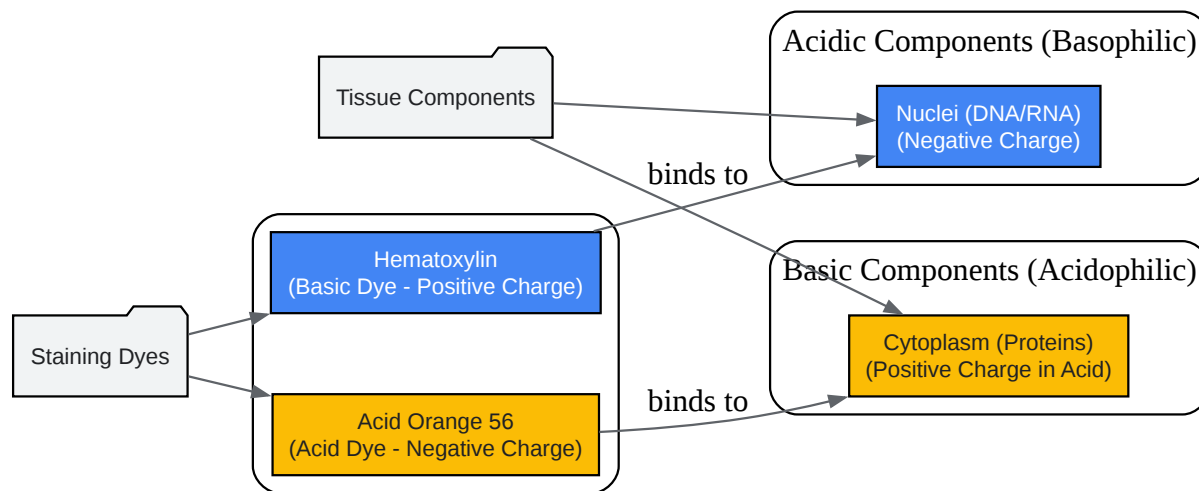 Acidic Components (Basophilic)
Tissue Components
Nuclei (DNA/RNA)
(Negative Charge)
binds to
Hematoxylin
(Basic Dye - Positive Charge)
Basic Components (Acidophilic)
Staining Dyes
Cytoplasm (Proteins)
(Positive Charge in Acid)
binds to
Acid Orange 56
(Acid Dye - Negative Charge)